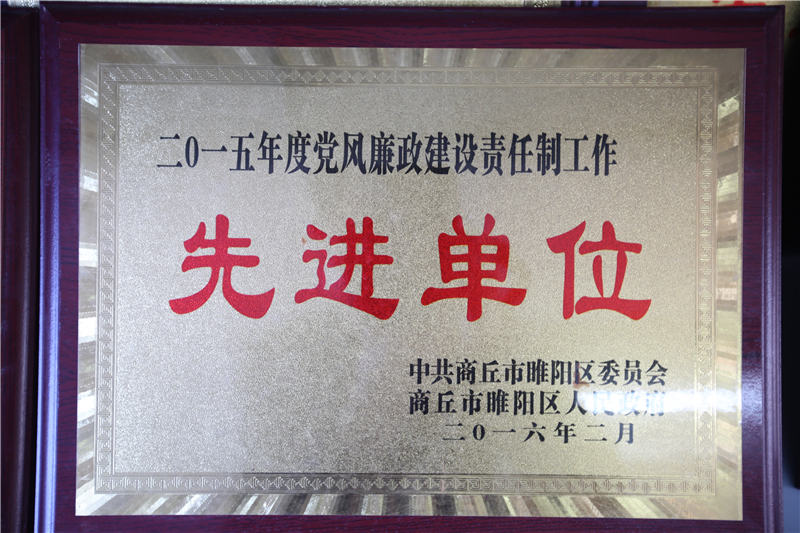 二0一五年度党风廉政建设责任制工作
先进单位
中共商丘市睢阳区委员会
商丘市睢阳区人民政府
二0一六年二月